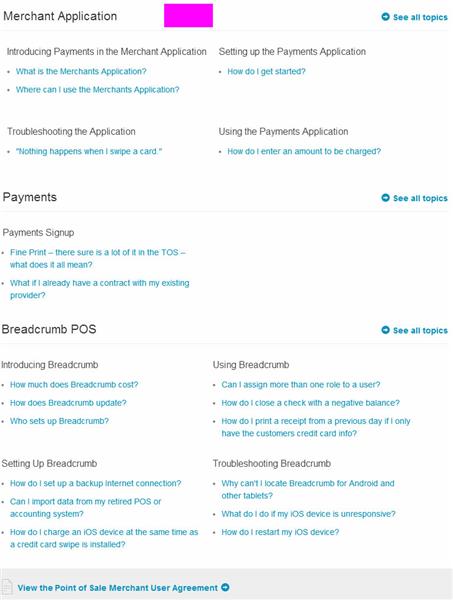 Merchant Application
See all topics
Introducing Payments in the Merchant Application
What is the Merchants Application?
Where can I use the Merchants Application?
Setting up the Payments Application
How do I get started?
Troubleshooting the Application
"Nothing happens when I swipe a card."
Using the Payments Application
How do I enter an amount to be charged?
Payments
See all topics
Payments Signup
Fine Print – there sure is a lot of it in the TOS –
what does it all mean?
What if I already have a contract with my existing
provider?
Breadcrumb POS
See all topics
Introducing Breadcrumb
How much does Breadcrumb cost?
How does Breadcrumb update?
Who sets up Breadcrumb?
Using Breadcrumb
Can I assign more than one role to a user?
How do I close a check with a negative balance?
How do I print a receipt from a previous day if I only
have the customers credit card info?
Setting Up Breadcrumb
How do I set up a backup Internet connection?
Can I import data from my retired POS or
accounting system?
How do I charge an iOS device at the same time as
a credit card swipe is installed?
Troubleshooting Breadcrumb
Why can't I locate Breadcrumb for Android and
other tablets?
What do I do if my iOS device is unresponsive?
How do I restart my iOS device?
View the Point of Sale Merchant User Agreement